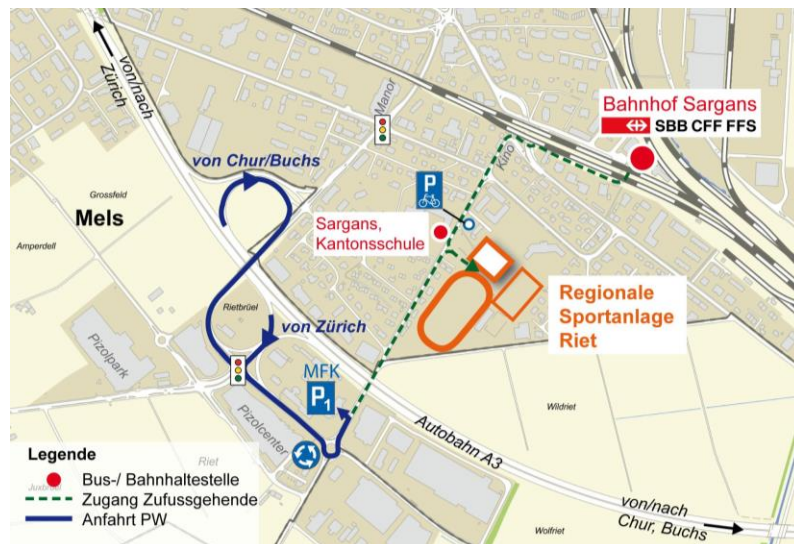 von/nach
Zürich
Manor
Bahnhof Sargans
SBB CFF FFS
von Chur/Buchs
Kino
P
Grossfeld
Mels
Sargans,
Kantonsschule
Amperdell
Regionale
Sportanlage
Riet
Rietbrüel
von Zürich
Pizolpark
MFK
P1
Wildriet
Pizolcenter
Autobahn A3
Legende
Riet
Bus-/ Bahnhaltestelle
Zugang Zufussgehende
Anfahrt PW
von/nach
Chur, Buchs
Wolfriet